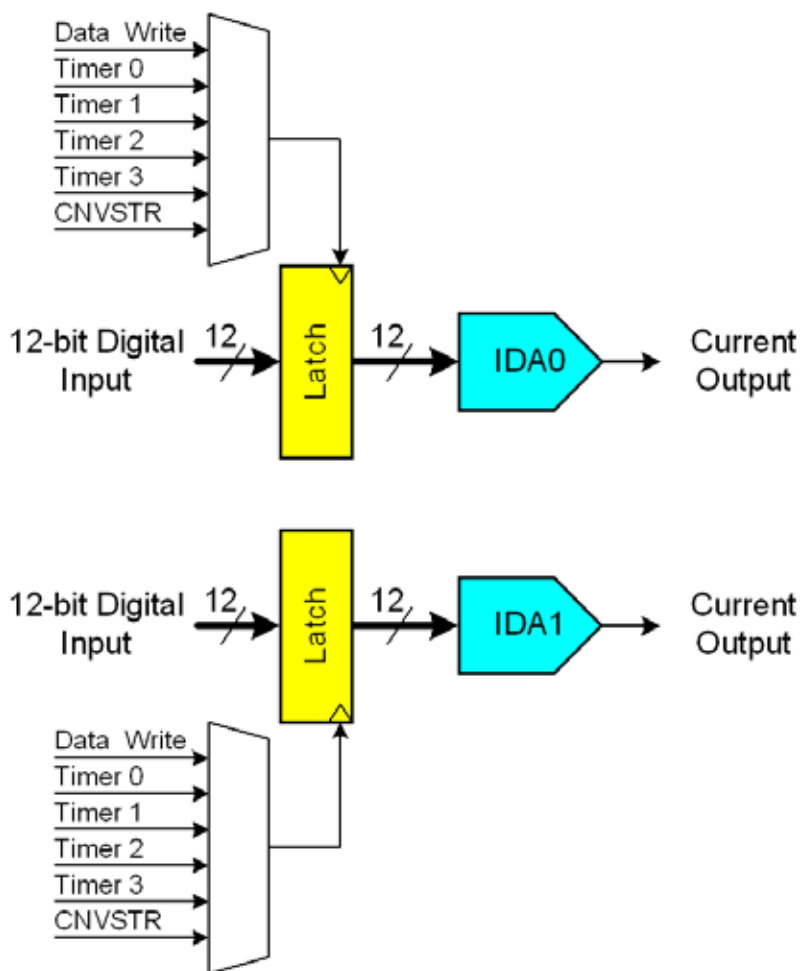 Data Write
Timer 0
Timer 1
Timer 2
Timer 3
CNVSTR
12-bit Digital
Input
12
Latch
12
IDA0
Current
Output
12-bit Digital
Input
12
Latch
12
IDA1
Current
Output
Data Write
Timer 0
Timer 1
Timer 2
Timer 3
CNVSTR